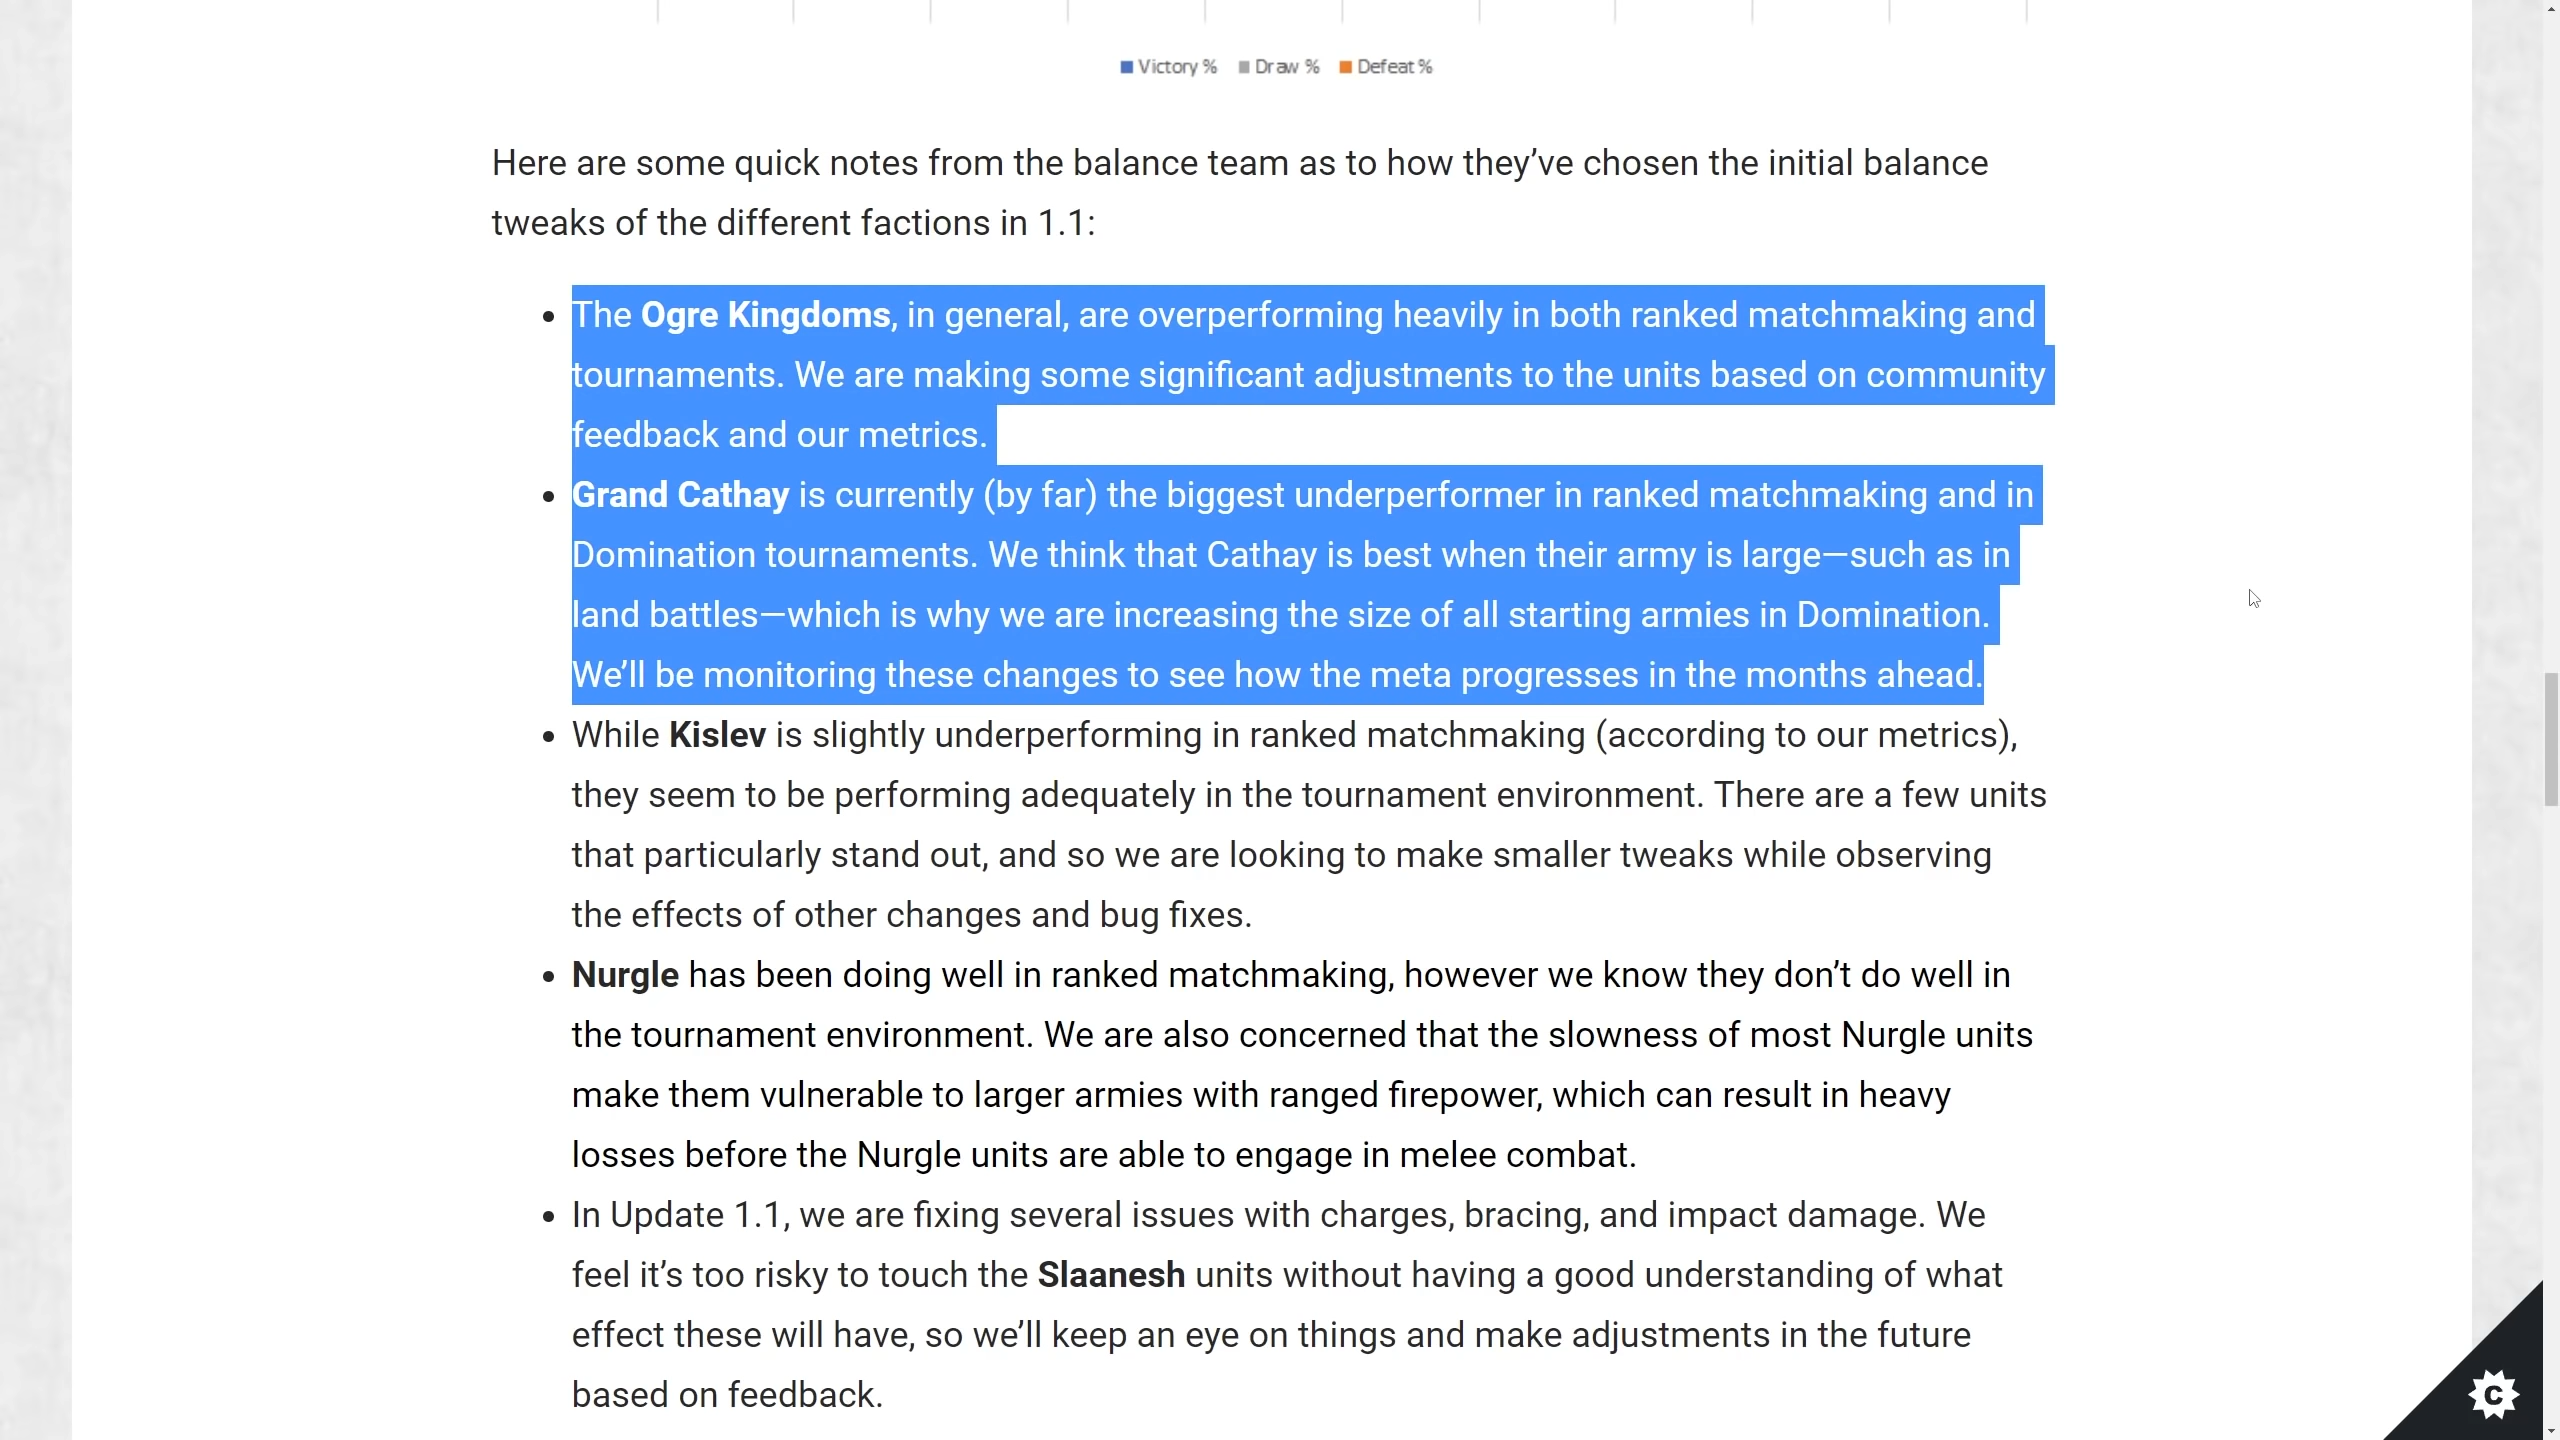 Victory % Draw % Defeat %
Here are some quick notes from the balance team as to how they’ve chosen the initial balance
tweaks of the different factions in 1.1:
The Ogre Kingdoms, in general, are overperforming heavily in both ranked matchmaking and
tournaments. We are making some significant adjustments to the units based on community
feedback and our metrics.
Grand Cathay is currently (by far) the biggest underperformer in ranked matchmaking and in
Domination tournaments. We think that Cathay is best when their army is large—such as in
land battles—which is why we are increasing the size of all starting armies in Domination.
We’ll be monitoring these changes to see how the meta progresses in the months ahead.
While Kislev is slightly underperforming in ranked matchmaking (according to our metrics),
they seem to be performing adequately in the tournament environment. There are a few units
that particularly stand out, and so we are looking to make smaller tweaks while observing
the effects of other changes and bug fixes.
Nurgle has been doing well in ranked matchmaking, however we know they don’t do well in
the tournament environment. We are also concerned that the slowness of most Nurgle units
make them vulnerable to larger armies with ranged firepower, which can result in heavy
losses before the Nurgle units are able to engage in melee combat.
In Update 1.1, we are fixing several issues with charges, bracing, and impact damage. We
feel it’s too risky to touch the Slaanesh units without having a good understanding of what
effect these will have, so we’ll keep an eye on things and make adjustments in the future
based on feedback.
C